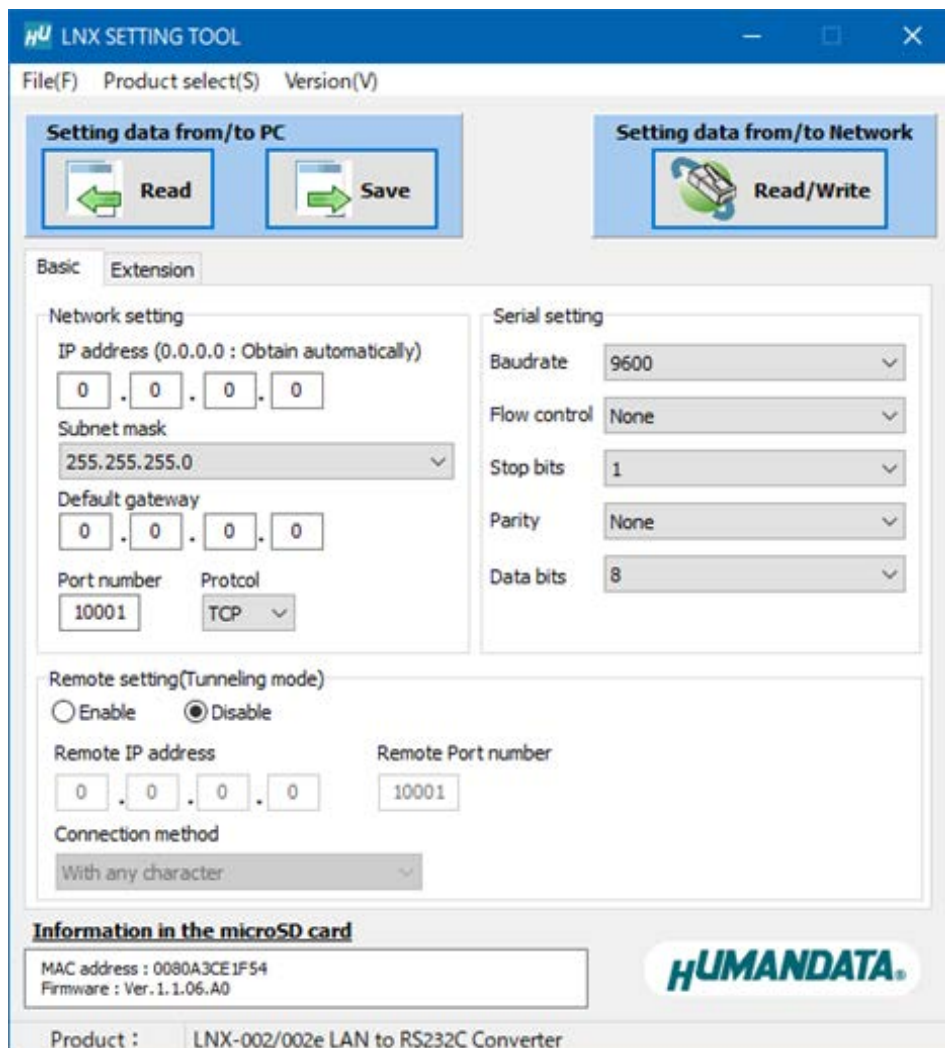 HU LNX SETTING TOOL
File(F) Product select(S) Version(V)
Setting data from/to PC
Read
Save
Setting data from/to Network
Read/Write
Basic
Extension
Network setting
IP address (0.0.0.0 : Obtain automatically)
0 . 0 . 0 . 0
Subnet mask
255.255.255.0
Default gateway
0 . 0 . 0 . 0
Port number Protcol
10001 TCP
Serial setting
Baudrate 9600
Flow control None
Stop bits 1
Parity None
Data bits 8
Remote setting(Tunneling mode)
Enable Disable
Remote IP address Remote Port number
0 . 0 . 0 . 0 10001
Connection method
With any character
Information in the microSD card
MAC address : 0080A3CE1F54
Firmware : Ver.1.1.06.A0
HUMANDATA.®
Product : LNX-002/002e LAN to RS232C Converter